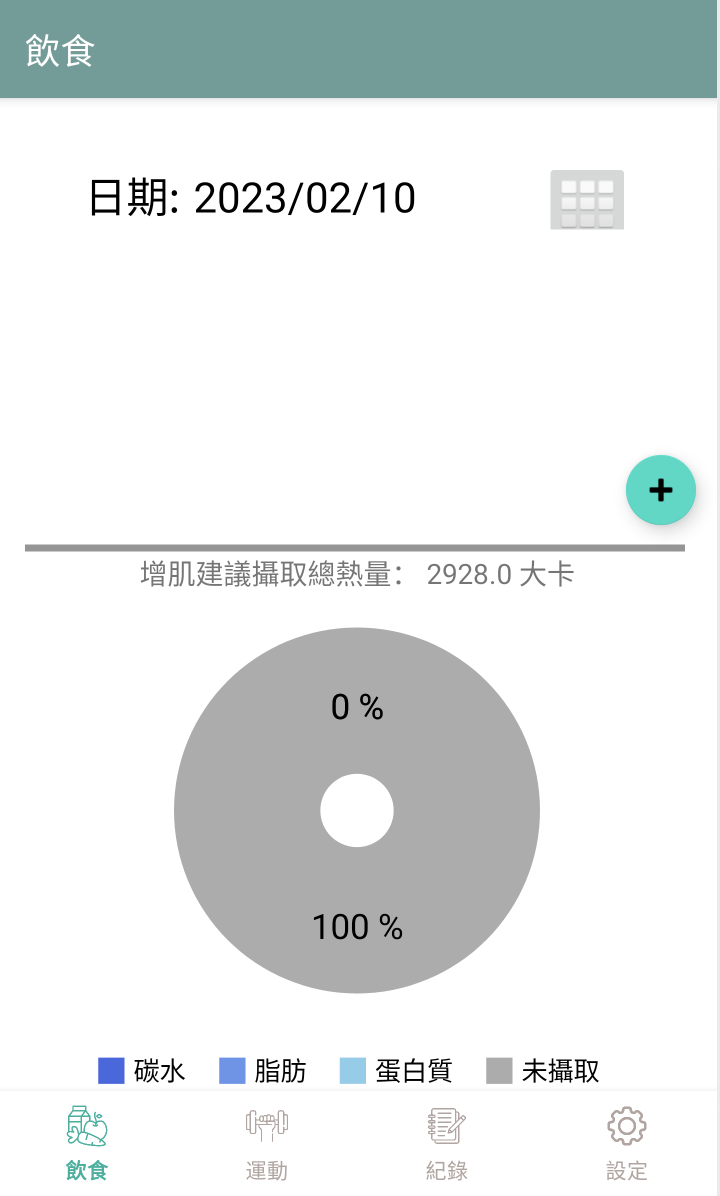 飲食
日期: 2023/02/10
增肌建議攝取總熱量： 2928.0 大卡
0 %
100 %
碳水 脂肪 蛋白質 未攝取
飲食 運動 紀錄 設定